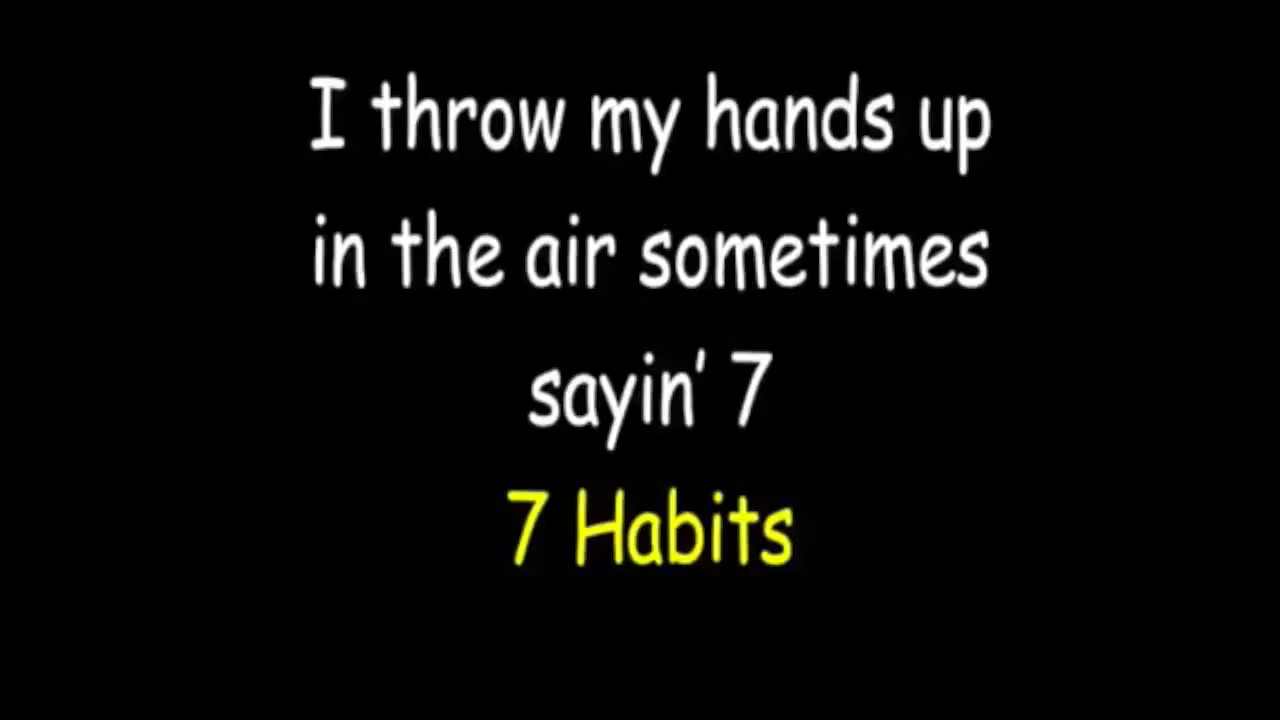 I throw my hands up
in the air sometimes
sayin’ 7
7 Habits